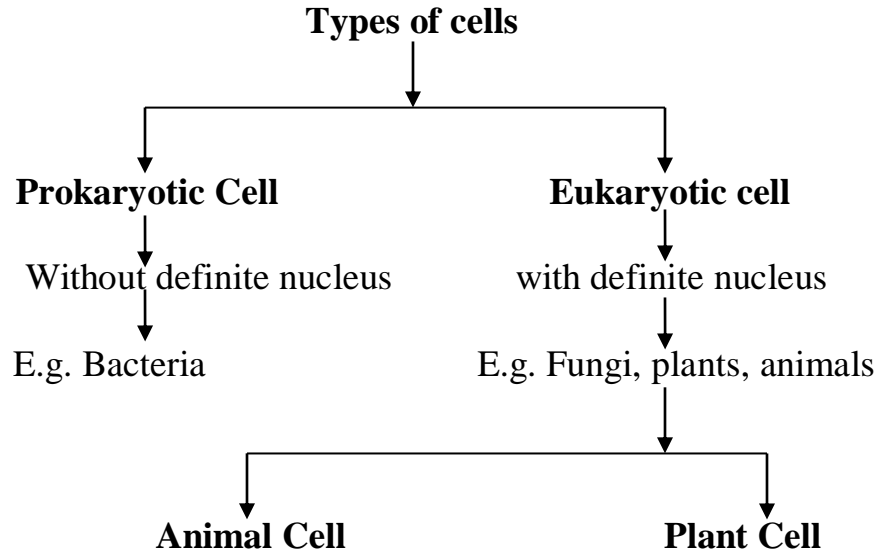 Types of cells
Prokaryotic Cell
Eukaryotic cell
Without definite nucleus
with definite nucleus
E.g. Bacteria
E.g. Fungi, plants, animals
Animal Cell
Plant Cell